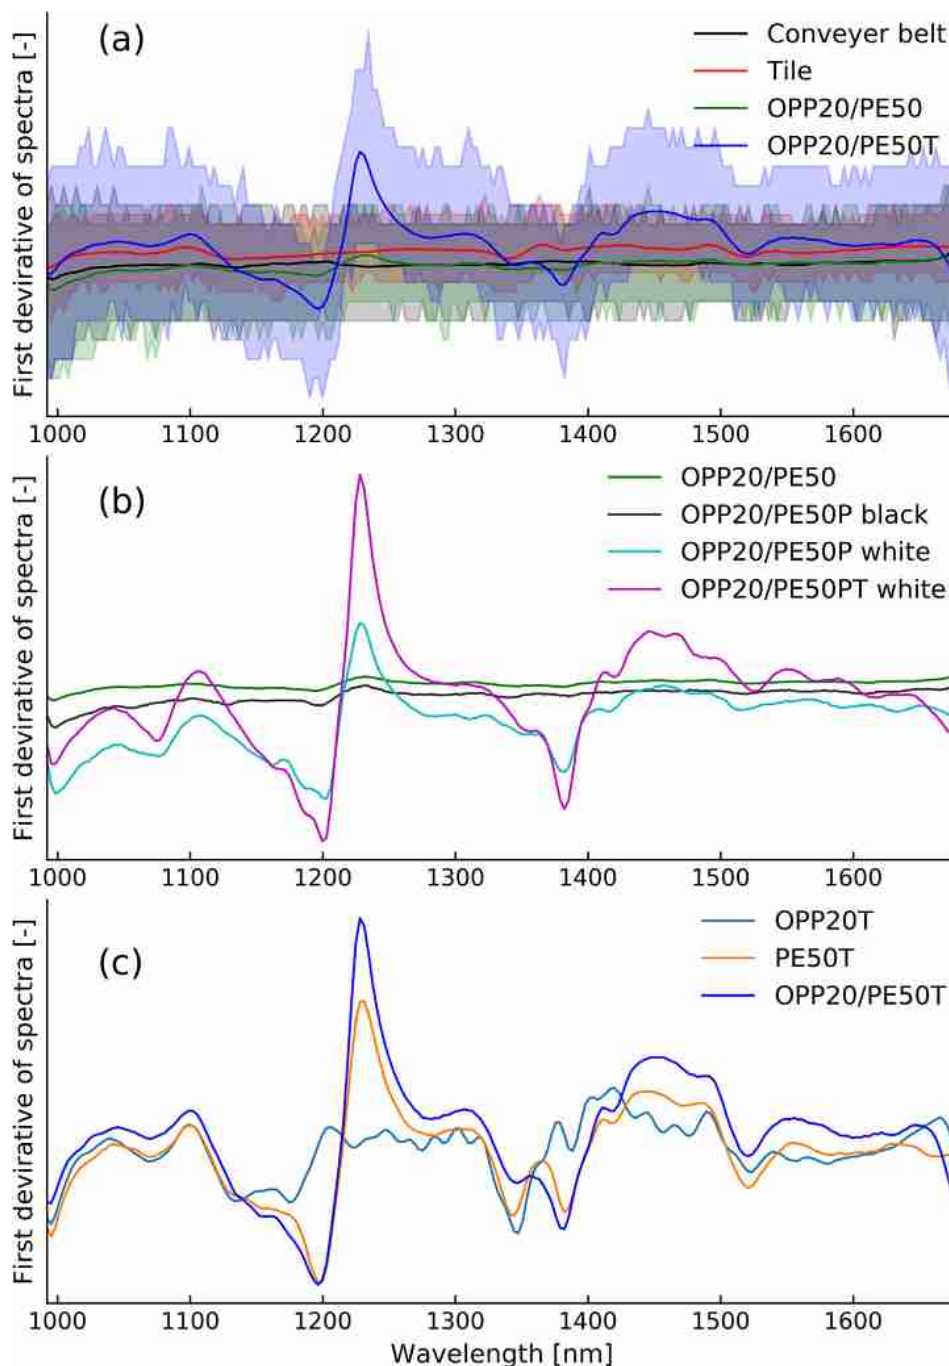 (a)
Conveyer belt
Tile
OPP20/PE50
OPP20/PE50T
First devirative of spectra [-]
1000 1100 1200 1300 1400 1500 1600
(b)
OPP20/PE50
OPP20/PE50P black
OPP20/PE50P white
OPP20/PE50PT white
First devirative of spectra [-]
1000 1100 1200 1300 1400 1500 1600
(c)
OPP20T
PE50T
OPP20/PE50T
First devirative of spectra [-]
1000 1100 1200 1300 1400 1500 1600
Wavelength [nm]